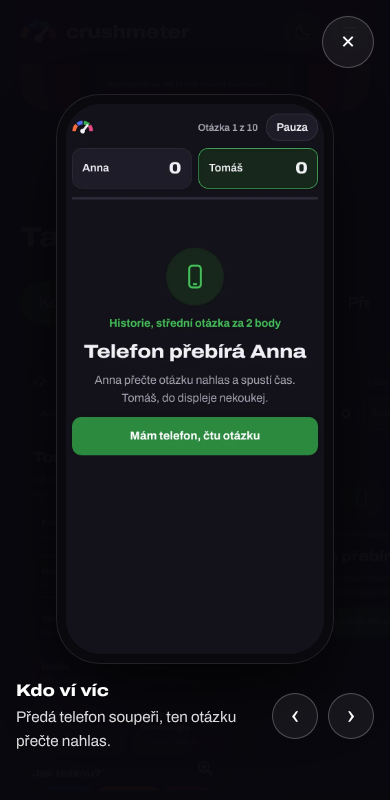 crushmeter
Otázka 1 z 10
Pauza
Anna
0
Tomáš
0
Historie, střední otázka za 2 body
Telefon přebírá Anna
Anna přečte otázku nahlas a spustí čas.
Tomáš, do displeje nekoukej.
Mám telefon, čtu otázku
Kdo ví víc
Předá telefon soupeři, ten otázku
přečte nahlas.